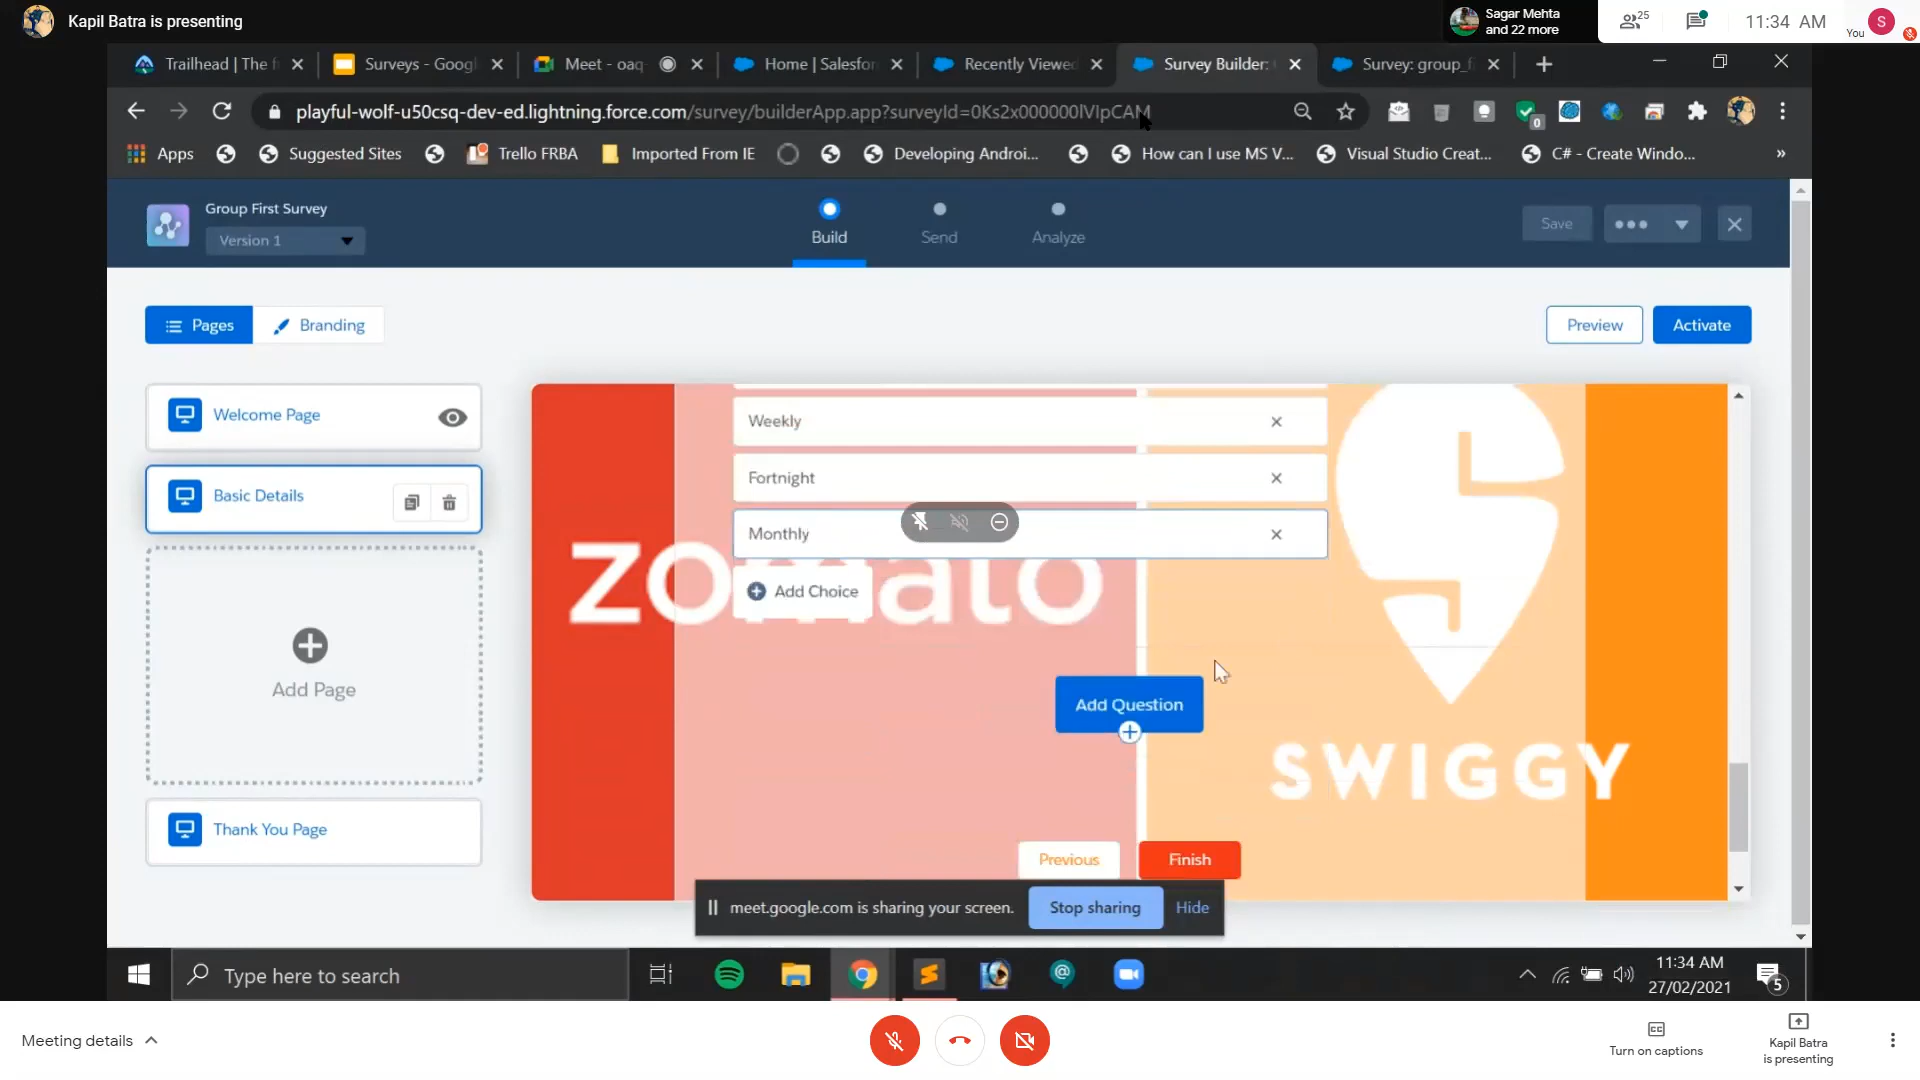 Kapil Batra is presenting
Sagar Mehta
and 22 more
25
11:34 AM
You
S
Trailhead | The f
Surveys - Googl
Meet - oaq
Home | Salesfor
Recently Viewed
Survey Builder:
Survey: group_f
playful-wolf-u50csq-dev-ed.lightning.force.com/survey/builderApp.app?surveyId=0Ks2x000000lVIpCAM
0
Apps
Suggested Sites
Trello FRBA
Imported From IE
Developing Androi...
How can I use MS V...
Visual Studio Creat...
C# - Create Windo...
»
Group First Survey
Version 1
Build
Send
Analyze
Save
Pages
Branding
Preview
Activate
Welcome Page
Basic Details
Add Page
Thank You Page
Weekly
Fortnight
Monthly
Add Choice
zomato
Add Question
SWIGGY
Previous
Finish
meet.google.com is sharing your screen.
Stop sharing
Hide
Type here to search
11:34 AM
27/02/2021
5
Meeting details
Turn on captions
Kapil Batra
is presenting